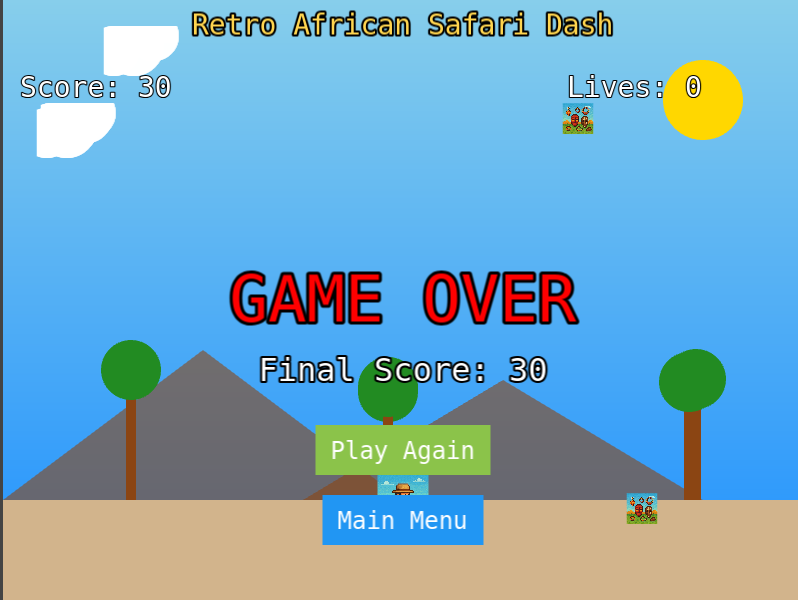 Retro African Safari Dash
Score: 30
Lives: 0
GAME OVER
Final Score: 30
Play Again
Main Menu